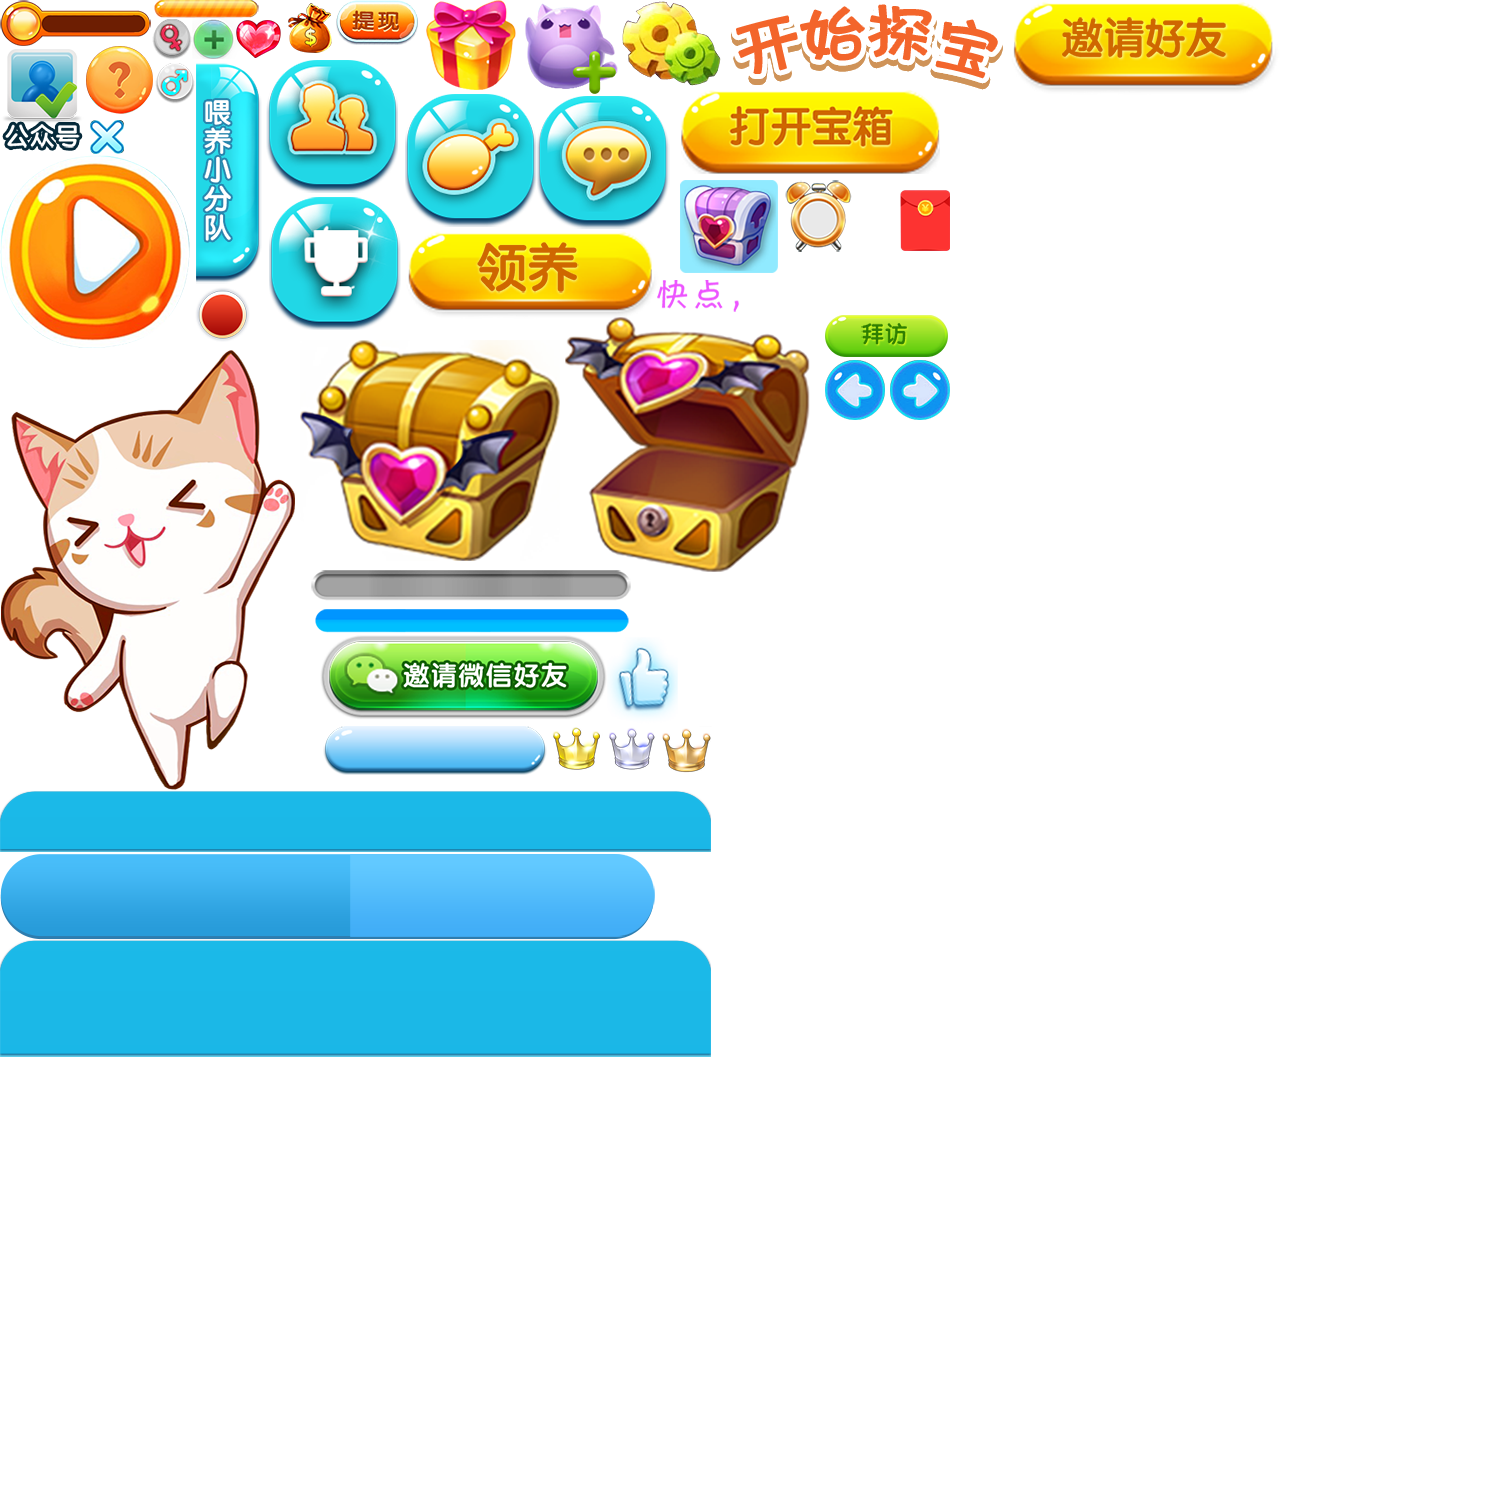 提现
开始探宝
邀请好友
公众号
喂养小分队
打开宝箱
领养
快点，
拜访
邀请微信好友